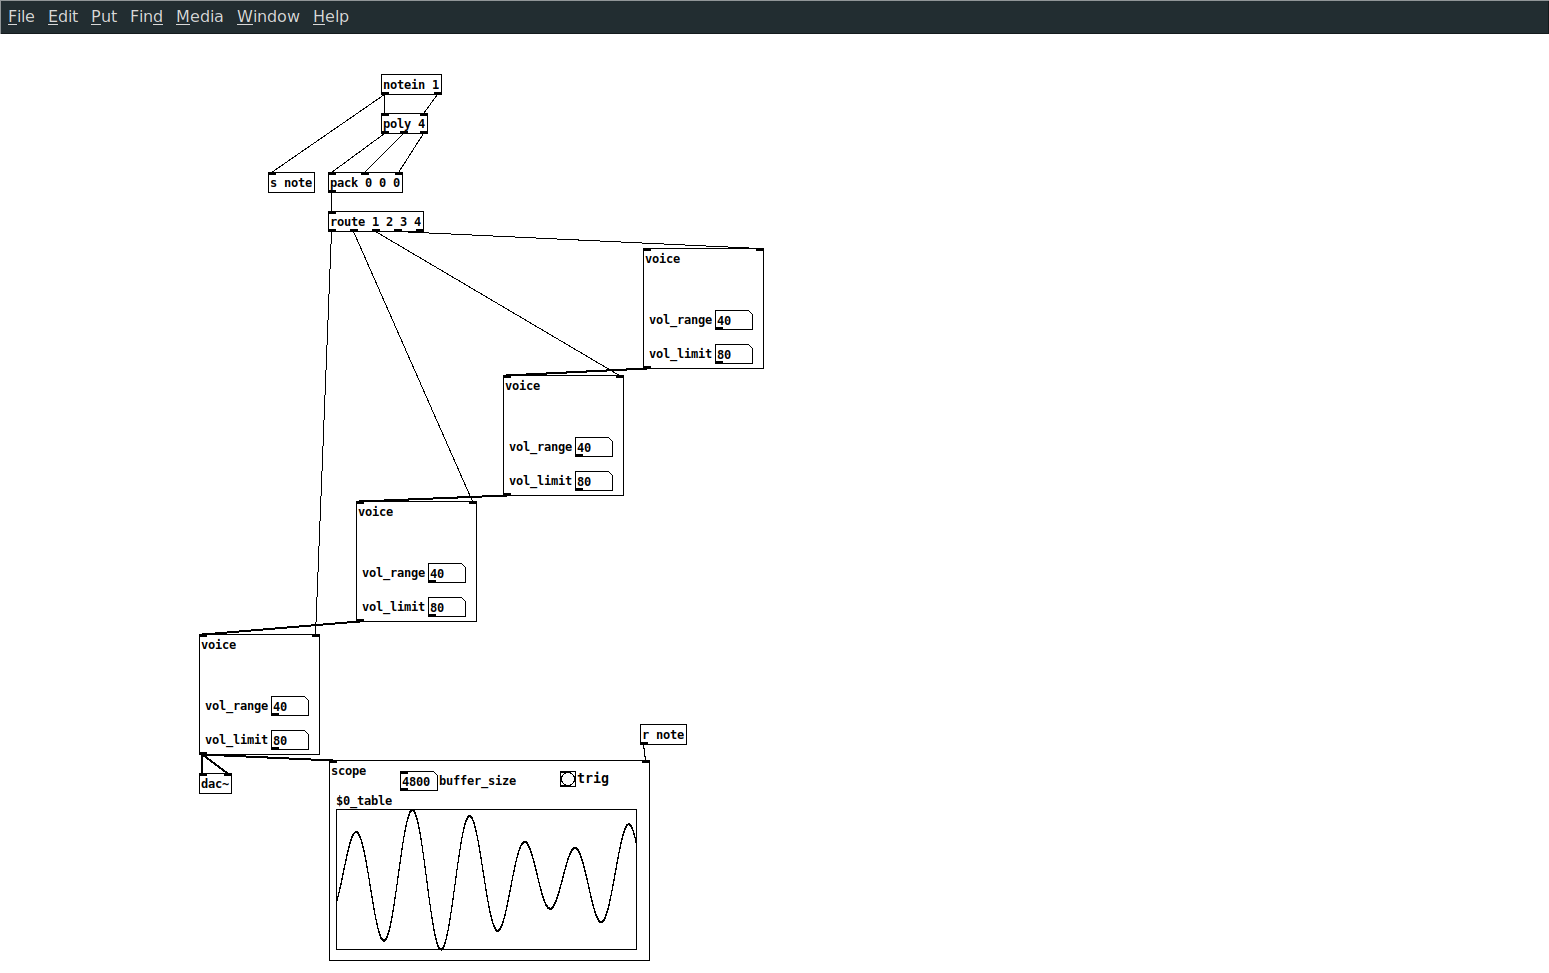 File Edit Put Find Media Window Help
notein 1
poly 4
s note
pack 0 0 0
route 1 2 3 4
voice
vol_range 40
vol_limit 80
voice
vol_range 40
vol_limit 80
voice
vol_range 40
vol_limit 80
voice
vol_range 40
vol_limit 80
r note
dac~
scope
4800 buffer_size
trig
$0_table